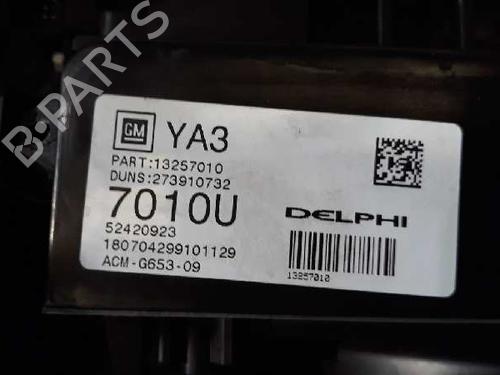 B-PARTS
GM YA3
PART:13257010
DUNS:273910732
7010U
DELPHI
52420923
180704299101129
ACM-G653-09
13257010